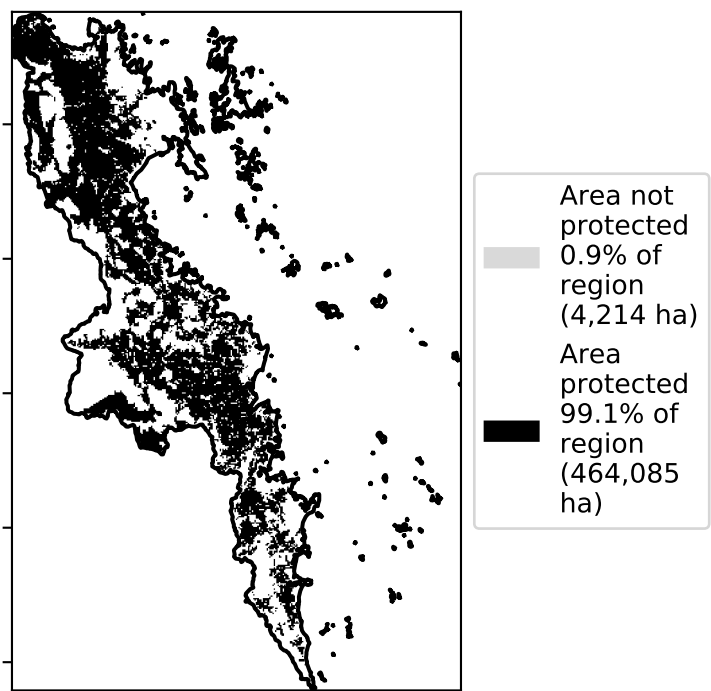 Area not
protected
0.9% of
region
(4,214 ha)
Area
protected
99.1% of
region
(464,085
ha)